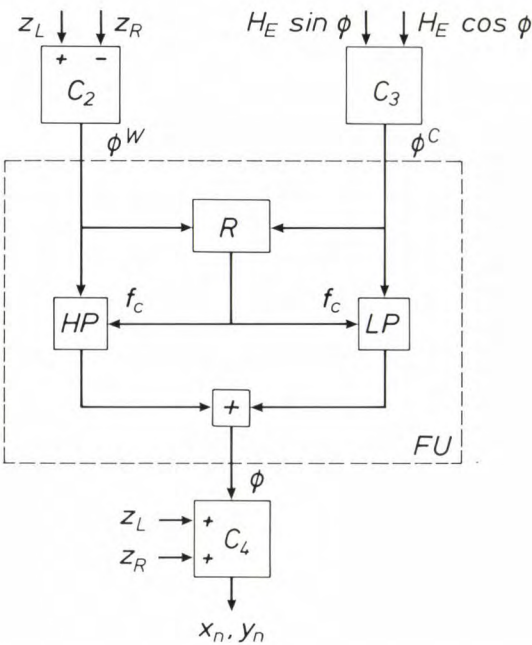 z_L z_R H_E sin ϕ H_E cos ϕ
+ −
C_2 C_3
ϕ^W ϕ^C
R
f_c f_c
HP LP
+
FU
ϕ
z_L +
C_4
z_R +
x_n, y_n